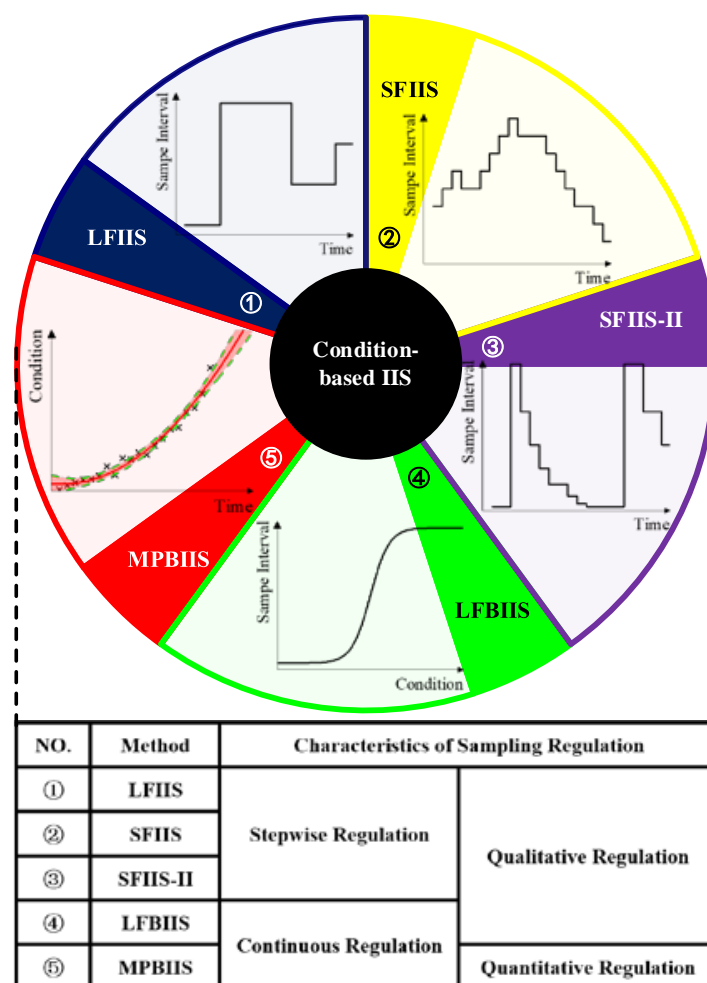 SFIIS
Sampe Interval
Time
②
Sampe Interval
Time
LFIIS
①
SFIIS-II
③
Sampe Interval
Time
Condition-
based IIS
Condition
Time
⑤
MPBIIS
④
LFBIIS
Sampe Interval
Condition
NO. Method Characteristics of Sampling Regulation
① LFIIS
② SFIIS
Stepwise Regulation
Qualitative Regulation
③ SFIIS-II
④ LFBIIS
Continuous Regulation
⑤ MPBIIS Quantitative Regulation